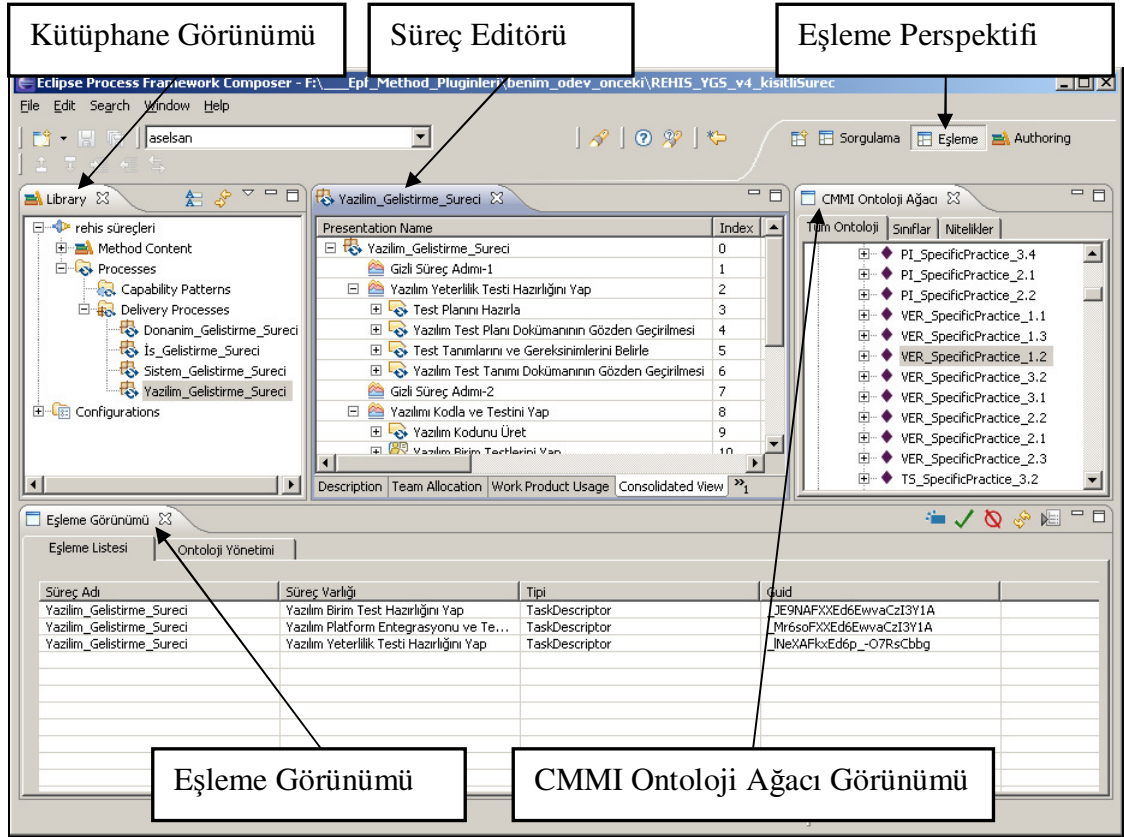 Kütüphane Görünümü
Süreç Editörü
Eşleme Perspektifi
Eclipse Process Framework Composer - F:\___Epf_Method_Pluginleri\benim_odev_onceki\REHIS_YGS_v4_kisitliSurec
File Edit Search Window Help
aselsan
Sorgulama Eşleme Authoring
Library
Yazilim_Gelistirme_Sureci
CMMI Ontoloji Ağacı
Tüm Ontoloji Sınıflar Nitelikler
rehis süreçleri
Method Content
Processes
Capability Patterns
Delivery Processes
Donanim_Gelistirme_Sureci
İs_Gelistirme_Sureci
Sistem_Gelistirme_Sureci
Yazilim_Gelistirme_Sureci
Configurations
Presentation Name Index
Yazilim_Gelistirme_Sureci 0
Gizli Süreç Adımı-1 1
Yazılım Yeterlilik Testi Hazırlığını Yap 2
Test Planını Hazırla 3
Yazılım Test Planı Dokümanının Gözden Geçirilmesi 4
Test Tanımlarını ve Gereksinimlerini Belirle 5
Yazılım Test Tanımı Dokümanının Gözden Geçirilmesi 6
Gizli Süreç Adımı-2 7
Yazılımı Kodla ve Testini Yap 8
Yazılım Kodunu Üret 9
Yazılım Birim Testlerini Yap 10
Description Team Allocation Work Product Usage Consolidated View »1
PI_SpecificPractice_3.4
PI_SpecificPractice_2.1
PI_SpecificPractice_2.2
VER_SpecificPractice_1.1
VER_SpecificPractice_1.3
VER_SpecificPractice_1.2
VER_SpecificPractice_3.2
VER_SpecificPractice_3.1
VER_SpecificPractice_2.2
VER_SpecificPractice_2.1
VER_SpecificPractice_2.3
TS_SpecificPractice_3.2
Eşleme Görünümü
Eşleme Listesi Ontoloji Yönetimi
Süreç Adı Süreç Varlığı Tipi Guid
Yazilim_Gelistirme_Sureci Yazılım Birim Test Hazırlığını Yap TaskDescriptor _JE9NAFXXEd6EwvaCzI3Y1A
Yazilim_Gelistirme_Sureci Yazılım Platform Entegrasyonu ve Te... TaskDescriptor _Mr6soFXXEd6EwvaCzI3Y1A
Yazilim_Gelistirme_Sureci Yazılım Yeterlilik Testi Hazırlığını Yap TaskDescriptor _lNeXAFkxEd6p_-O7RsCbbg
Eşleme Görünümü
CMMI Ontoloji Ağacı Görünümü